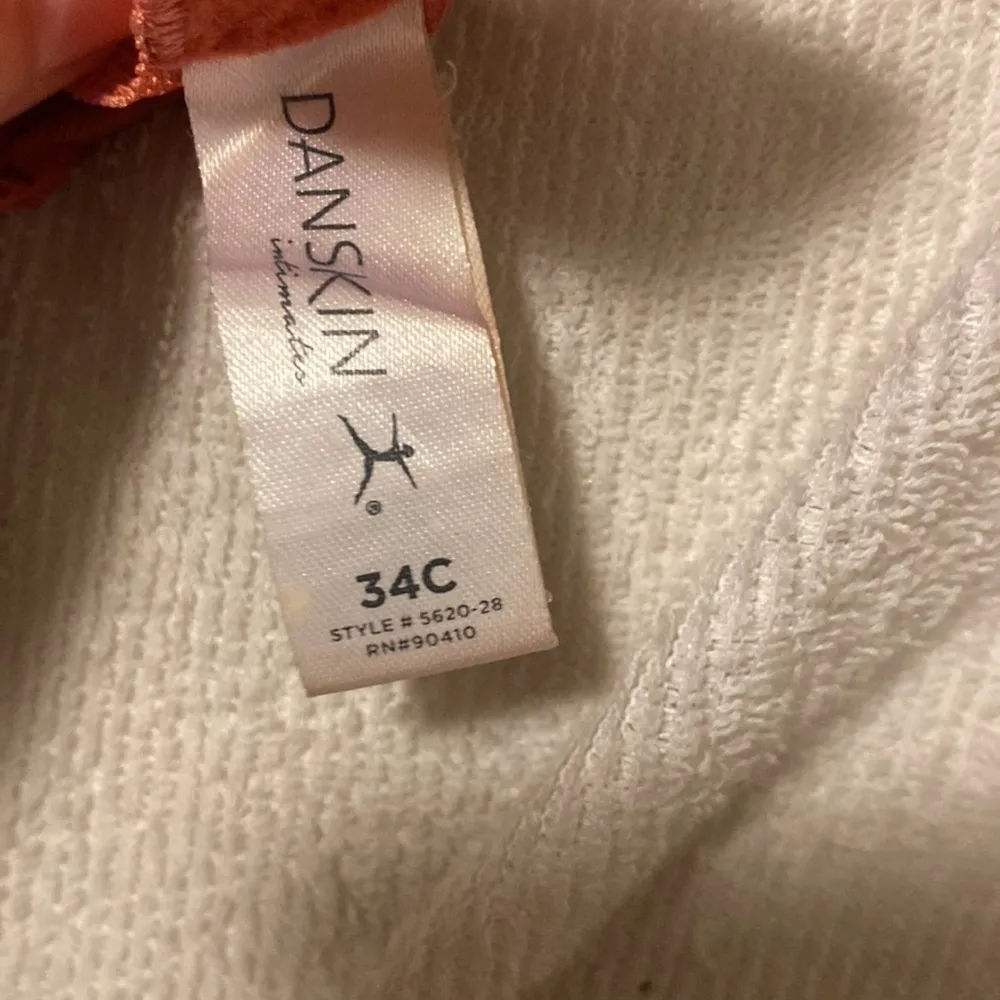 DANSKIN
intimates
®
34C
STYLE # 5620-28
RN#90410